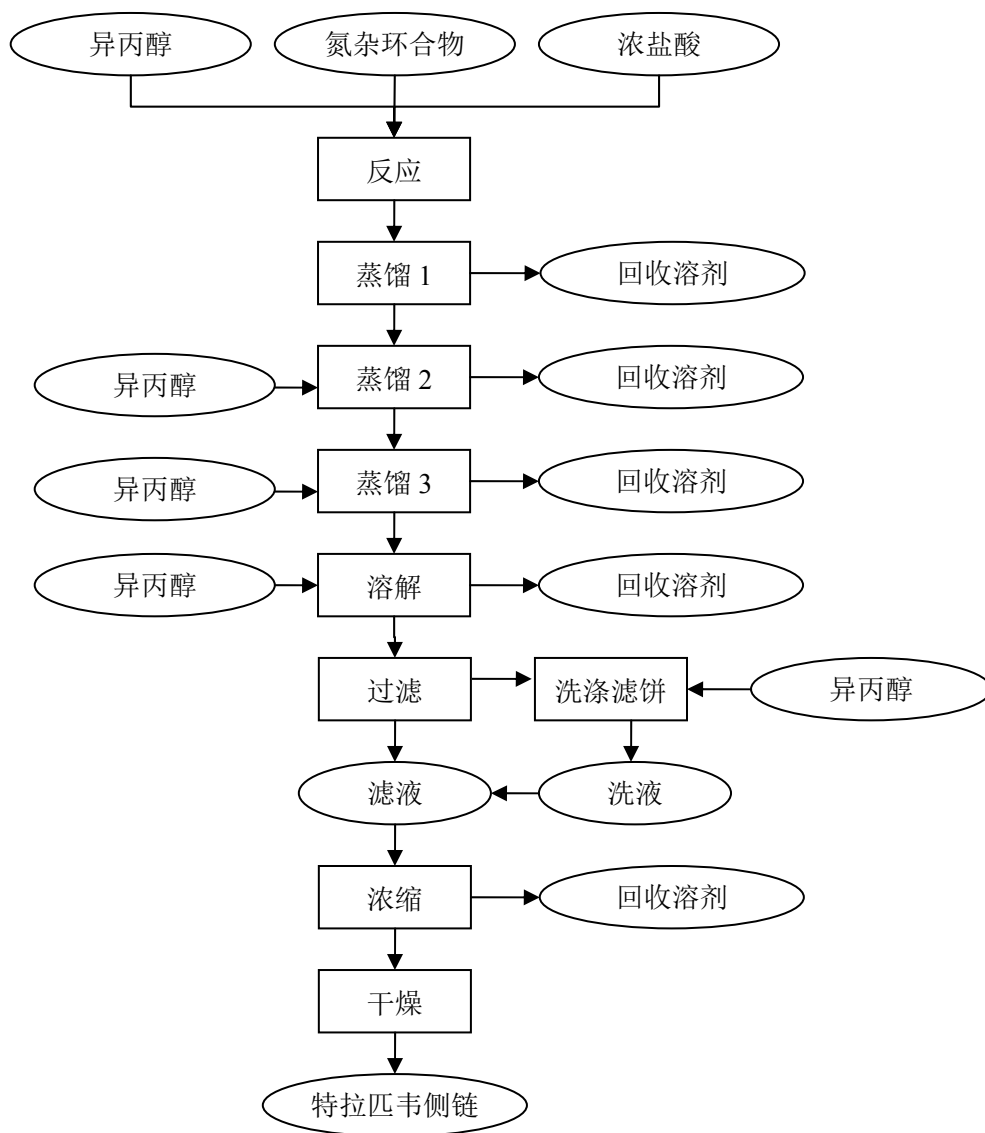 异丙醇
氮杂环合物
浓盐酸
反应
蒸馏 1
回收溶剂
异丙醇
蒸馏 2
回收溶剂
异丙醇
蒸馏 3
回收溶剂
异丙醇
溶解
回收溶剂
过滤
洗涤滤饼
异丙醇
滤液
洗液
浓缩
回收溶剂
干燥
特拉匹韦侧链